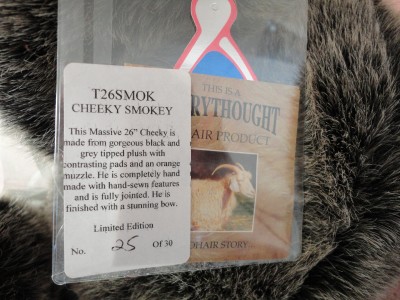 T26SMOK
CHEEKY SMOKEY
This Massive 26" Cheeky is
made from gorgeous black and
grey tipped plush with
contrasting pads and an orange
muzzle. He is completely hand
made with hand-sewn features
and is fully jointed. He is
finished with a stunning bow.
Limited Edition
No. 25 Of 30
THIS IS A
RYTHOUGHT
AIR PRODUCT
OHAIR STORY...